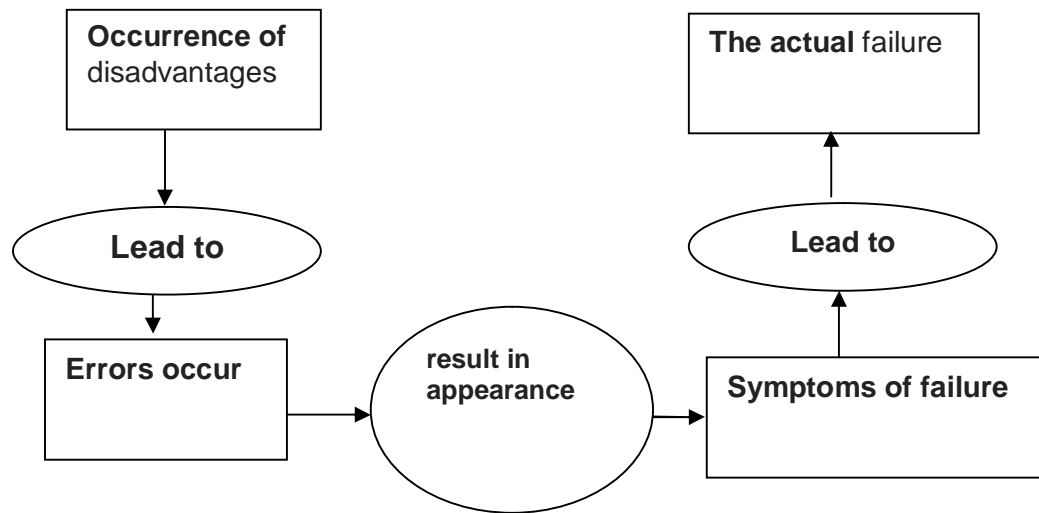 Occurrence of
disadvantages
Lead to
Errors occur
result in
appearance
Symptoms of failure
Lead to
The actual failure